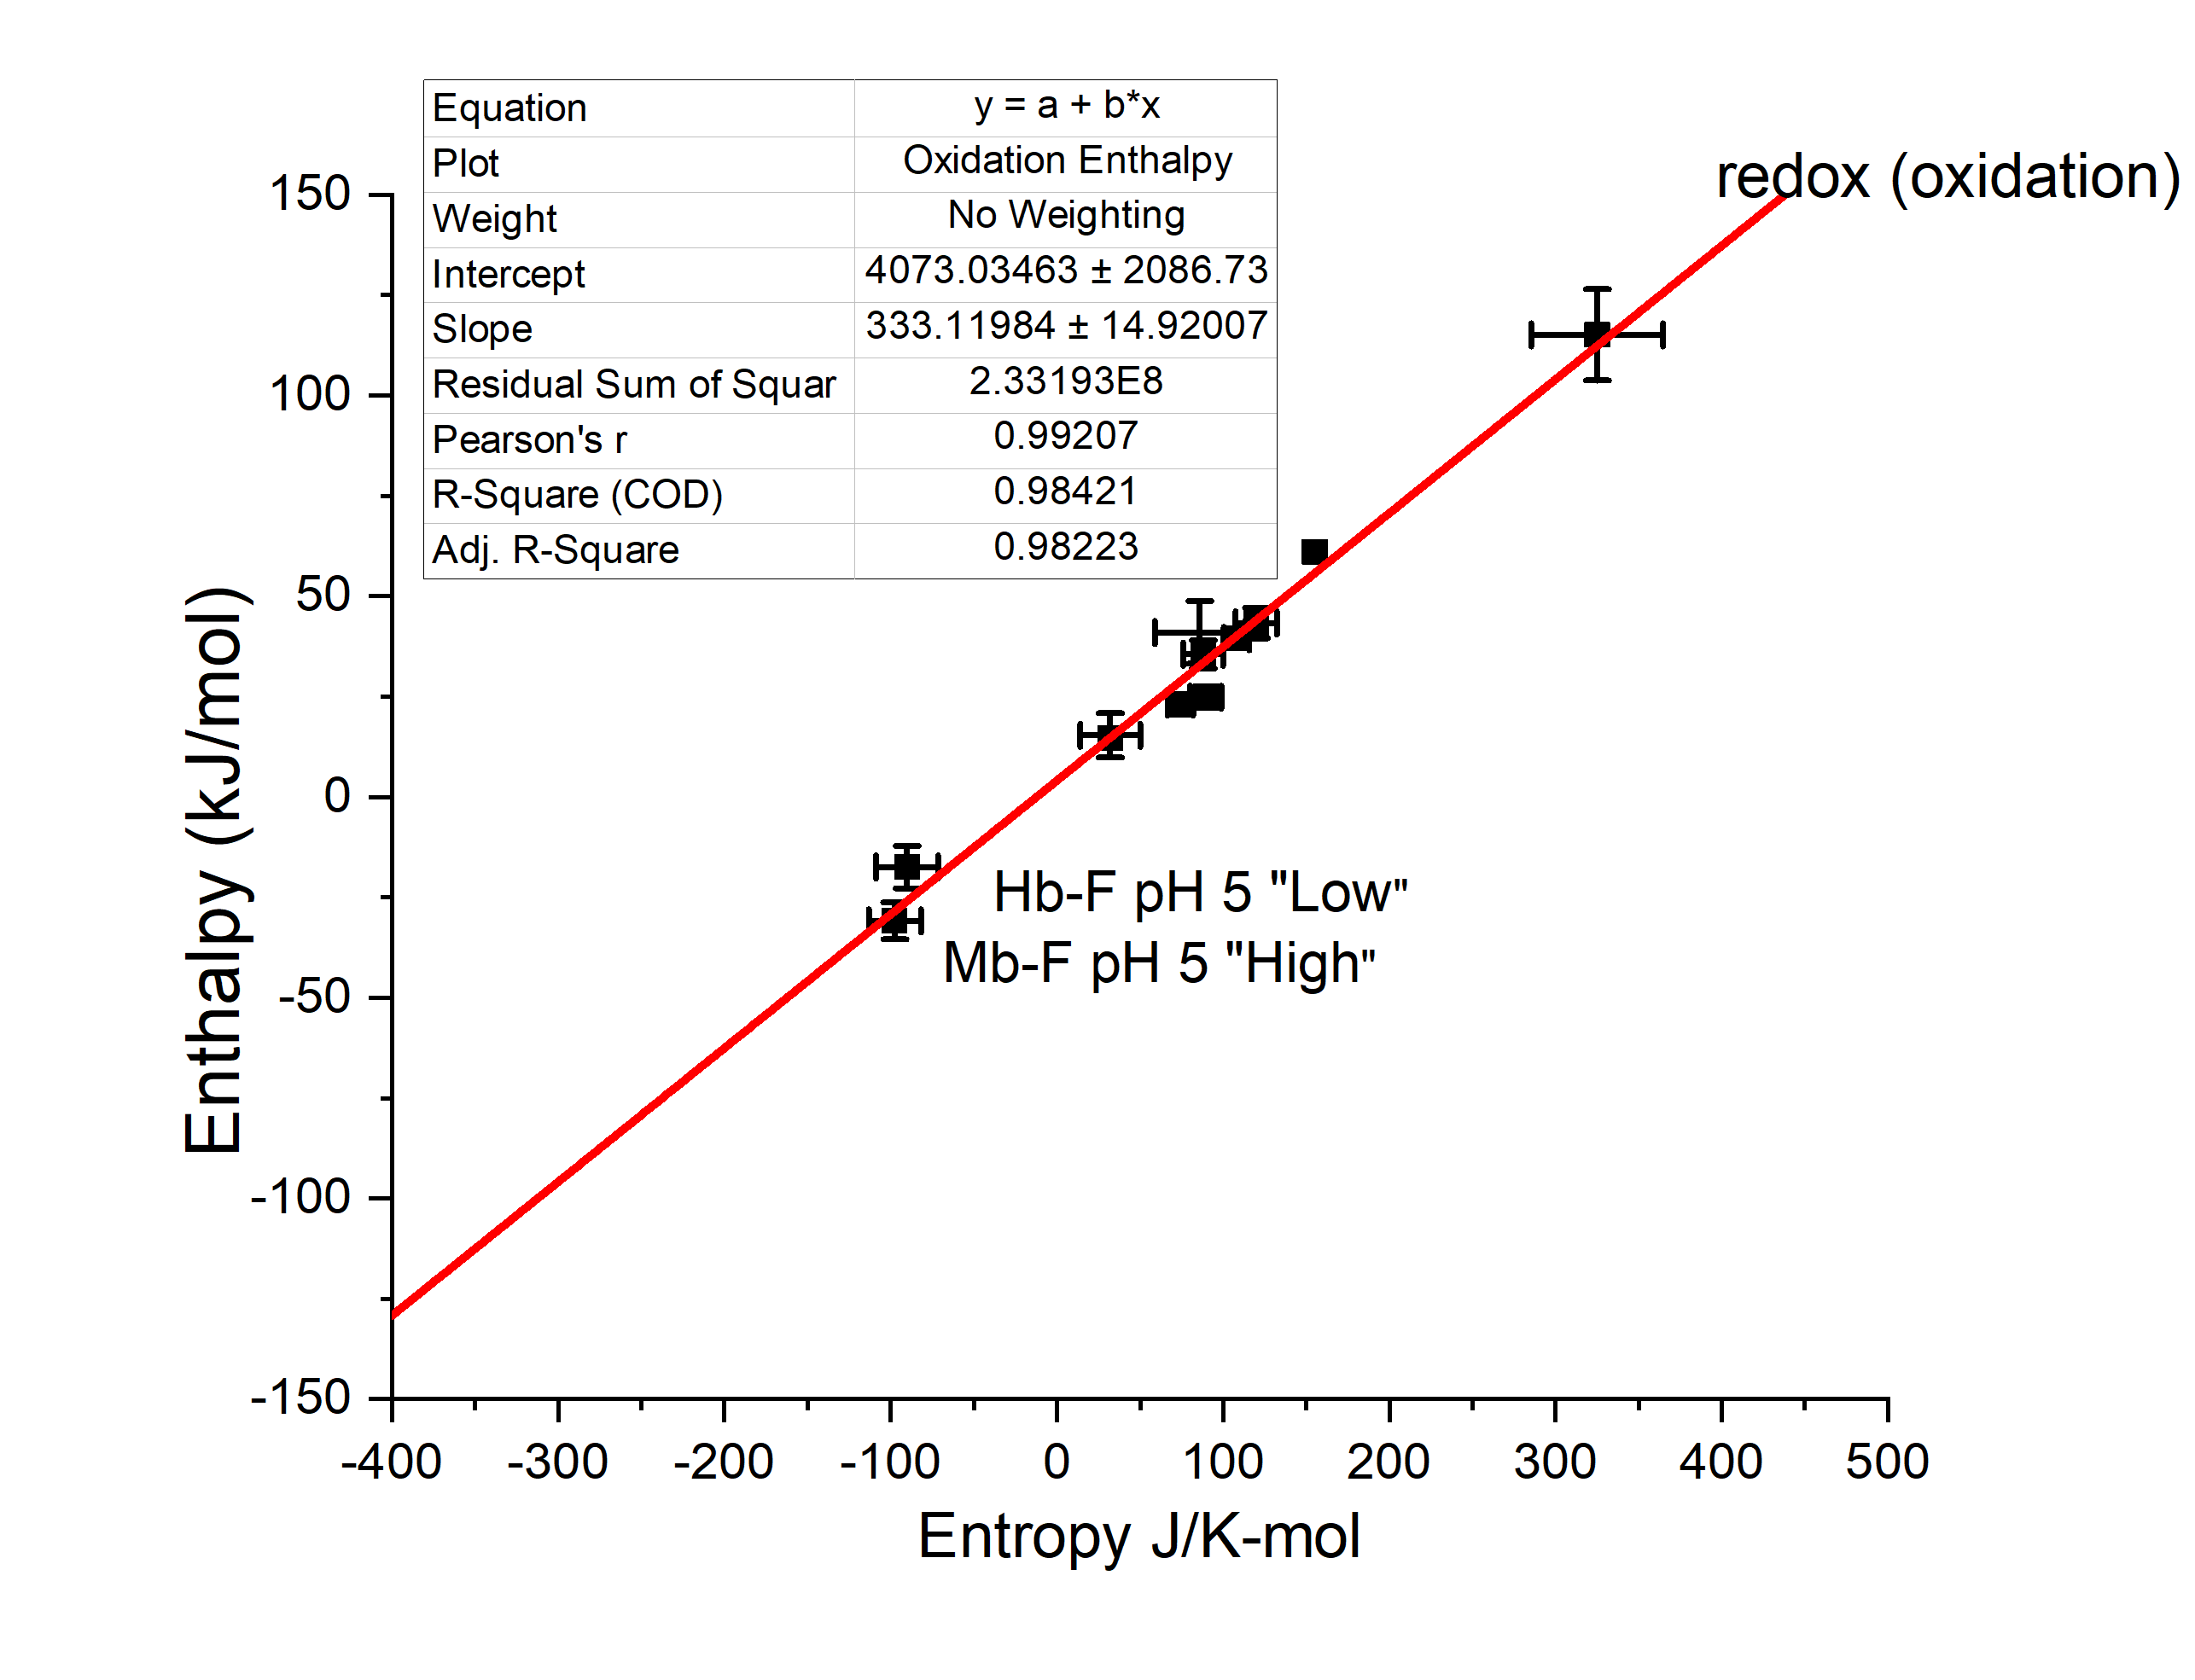 Equation y = a + b*x
Plot Oxidation Enthalpy
Weight No Weighting
Intercept 4073.03463 ± 2086.73
Slope 333.11984 ± 14.92007
Residual Sum of Squar 2.33193E8
Pearson's r 0.99207
R-Square (COD) 0.98421
Adj. R-Square 0.98223
redox (oxidation)
150
100
50
0
-50
-100
-150
Enthalpy (kJ/mol)
Hb-F pH 5 "Low"
Mb-F pH 5 "High"
-400 -300 -200 -100 0 100 200 300 400 500
Entropy J/K-mol